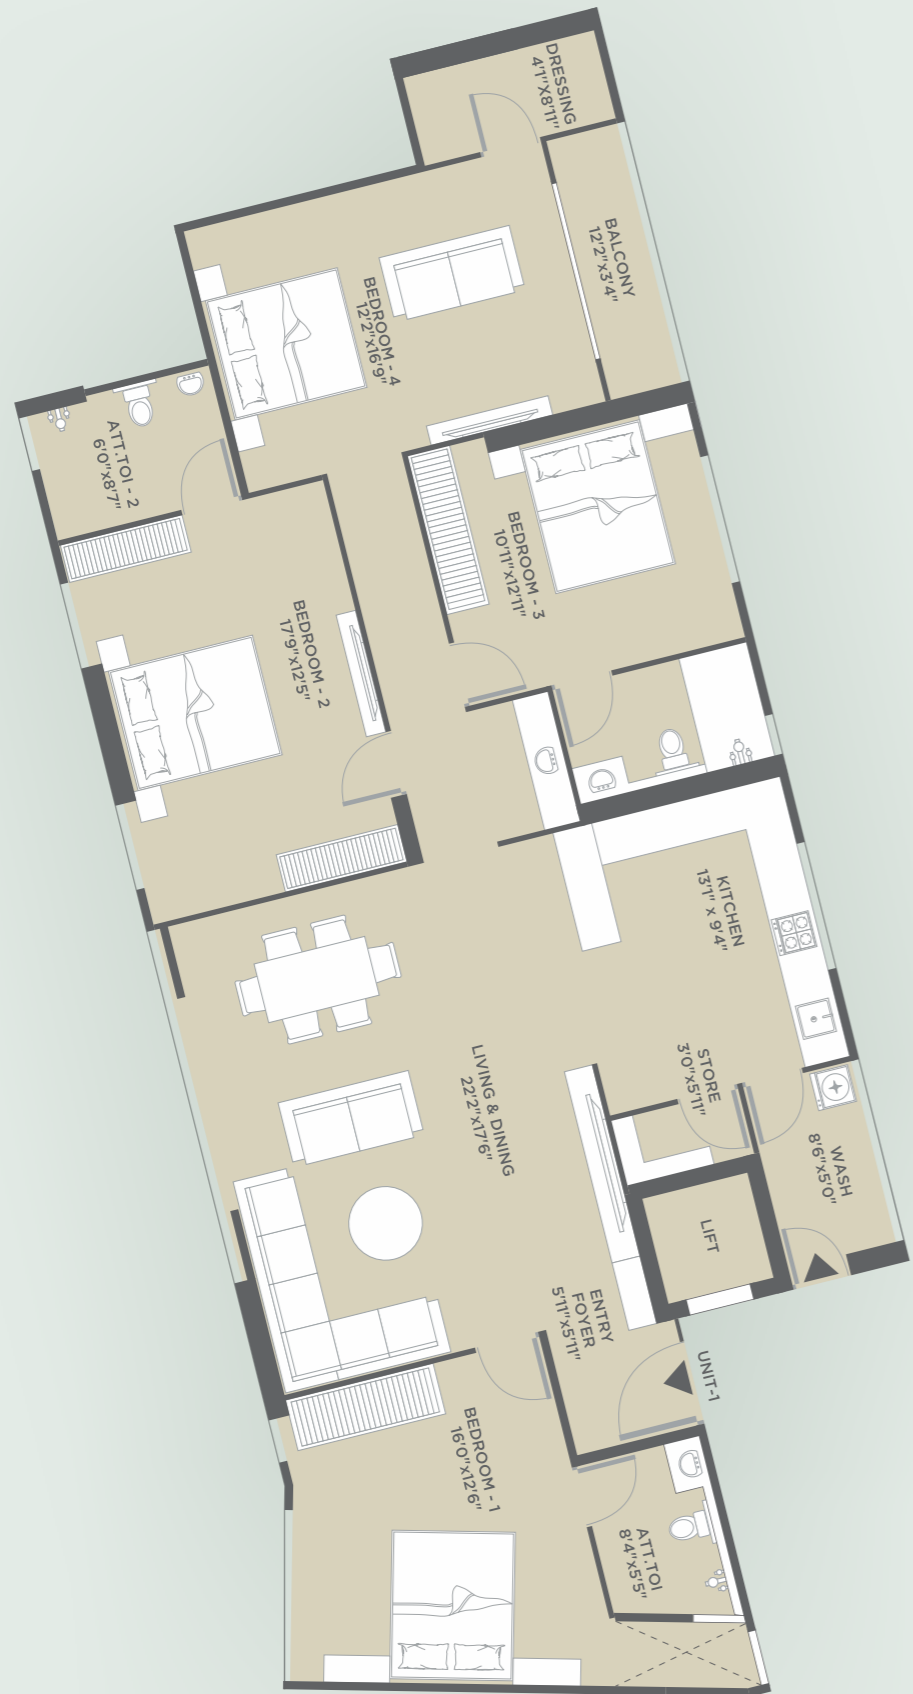 DRESSING
4'1"X8'11"
BALCONY
12'2"x3'4"
BEDROOM - 4
12'2"x16'9"
ATT.TOI - 2
6'0"x8'7"
BEDROOM - 3
10'11"x12'11"
BEDROOM - 2
17'9"x12'5"
KITCHEN
13'1" x 9'4"
STORE
3'0"x5'11"
LIVING & DINING
22'2"x17'6"
WASH
8'6"x5'0"
LIFT
ENTRY
FOYER
5'11"x5'11"
UNIT-1
BEDROOM - 1
16'0"x12'6"
ATT.TOI
8'4"x5'5"